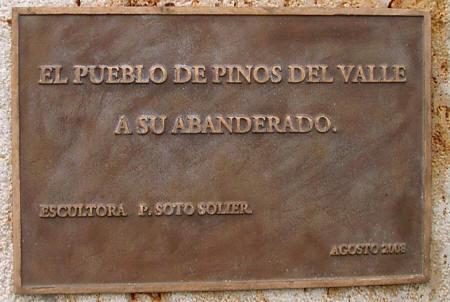 EL PUEBLO DE PINOS DEL VALLE
A SU ABANDERADO.
ESCULTORA P. SOTO SOLIER.
AGOSTO 2008